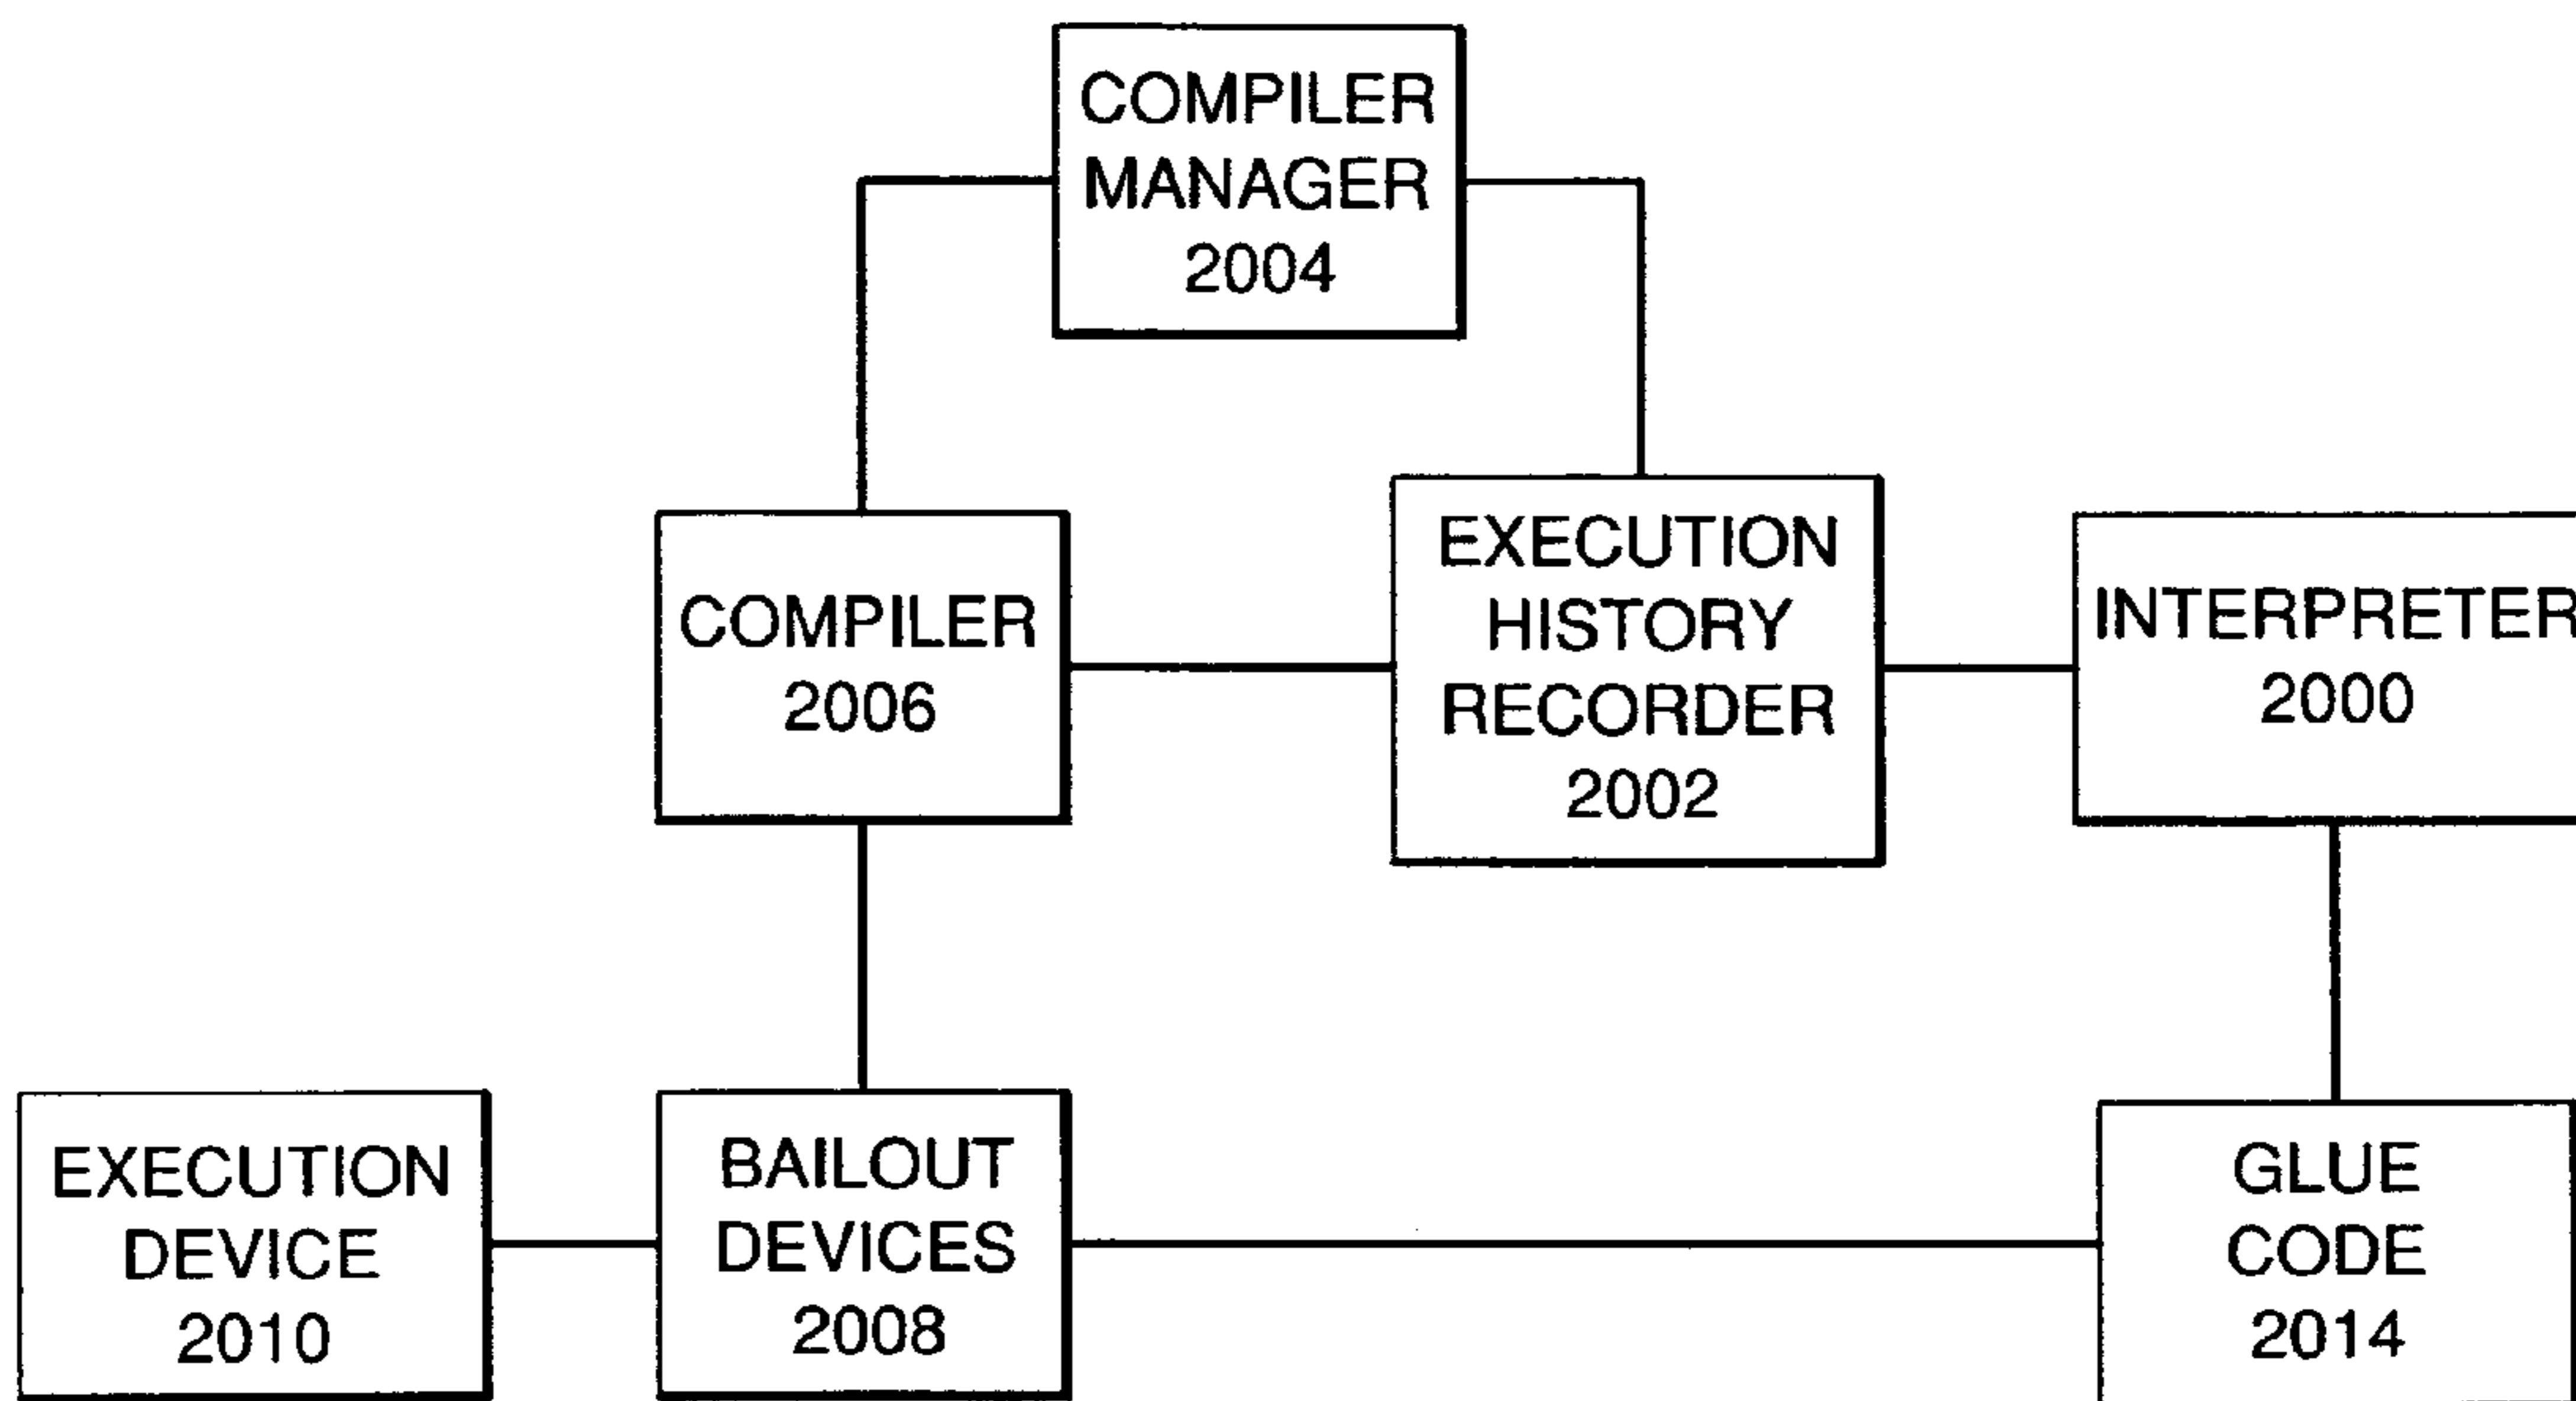 COMPILER
MANAGER
2004
COMPILER
2006
EXECUTION
HISTORY
RECORDER
2002
INTERPRETER
2000
EXECUTION
DEVICE
2010
BAILOUT
DEVICES
2008
GLUE
CODE
2014